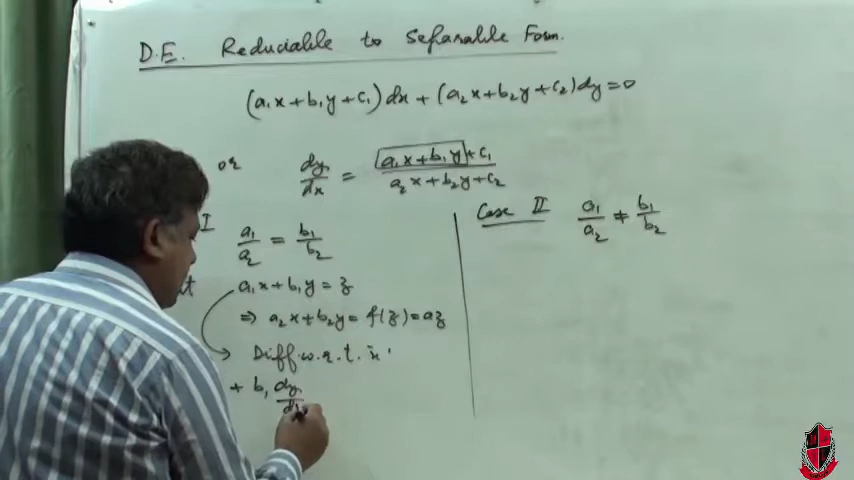 D.E. Reduciable to Separable Form.
(a₁x + b₁y + c₁)dx + (a₂x + b₂y + c₂)dy = 0
or dy/dx = (a₁x + b₁y + c₁)/(a₂x + b₂y + c₂)
I a₁/a₂ = b₁/b₂
a₁x + b₁y = z
⇒ a₂x + b₂y = f(z) = az
Diff. w.r.t. 'x'
+ b₁ dy/d
Case II a₁/a₂ ≠ b₁/b₂